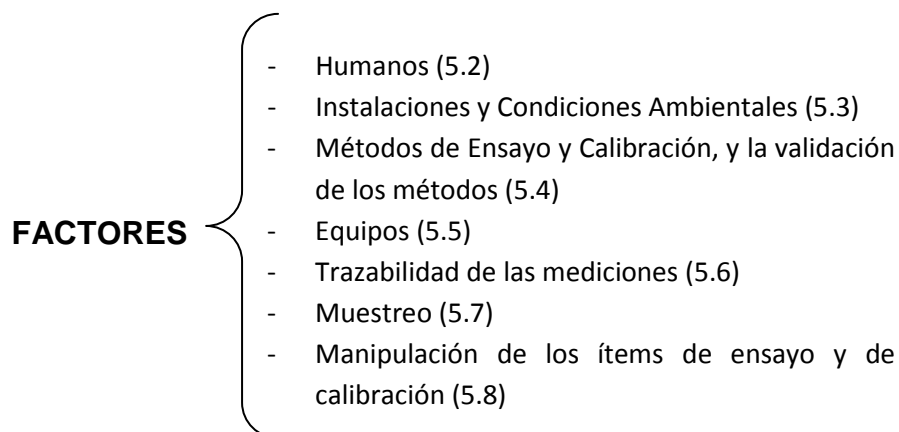 FACTORES
- Humanos (5.2)
- Instalaciones y Condiciones Ambientales (5.3)
- Métodos de Ensayo y Calibración, y la validación
de los métodos (5.4)
- Equipos (5.5)
- Trazabilidad de las mediciones (5.6)
- Muestreo (5.7)
- Manipulación de los ítems de ensayo y de
calibración (5.8)